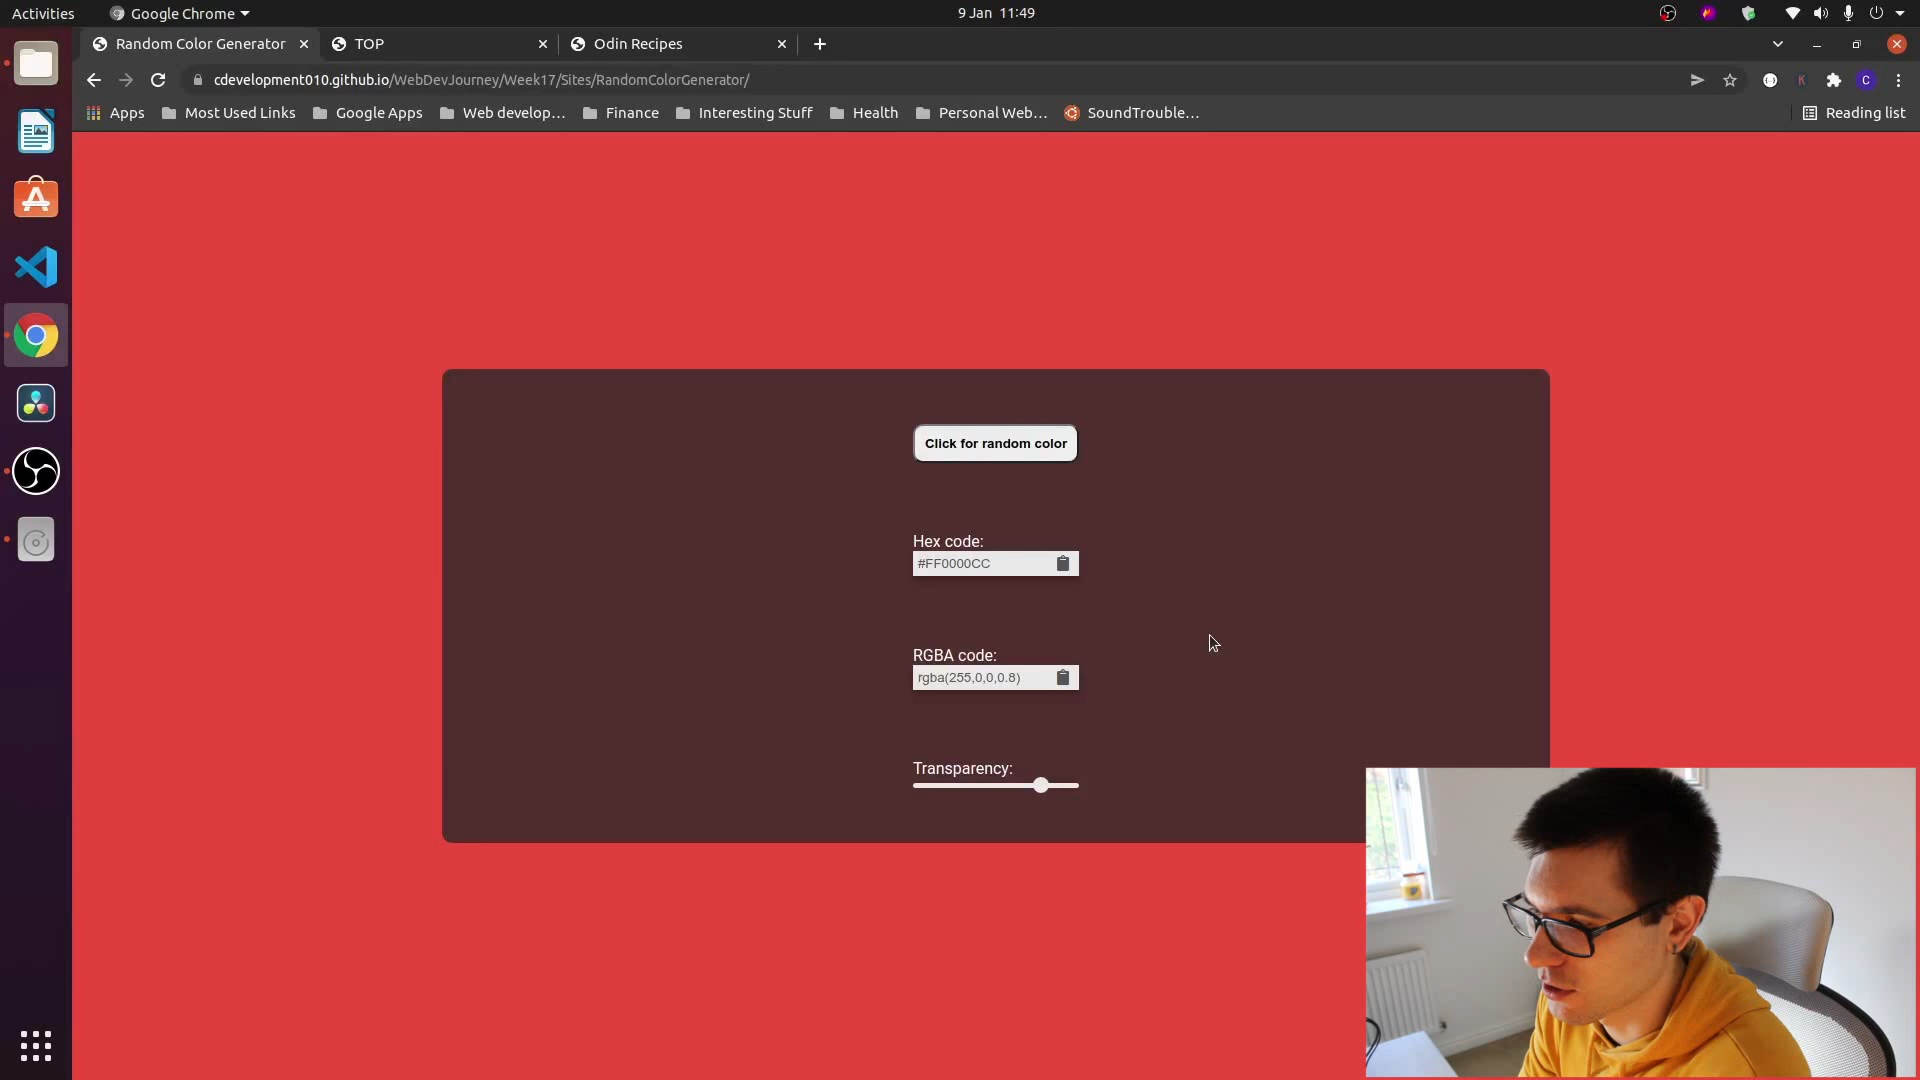 Activities
Google Chrome
9 Jan 11:49
Random Color Generator
TOP
Odin Recipes
cdevelopment010.github.io/WebDevJourney/Week17/Sites/RandomColorGenerator/
C
Apps
Most Used Links
Google Apps
Web develop…
Finance
Interesting Stuff
Health
Personal Web…
SoundTrouble…
Reading list
Click for random color
Hex code:
#FF0000CC
RGBA code:
rgba(255,0,0,0.8)
Transparency: